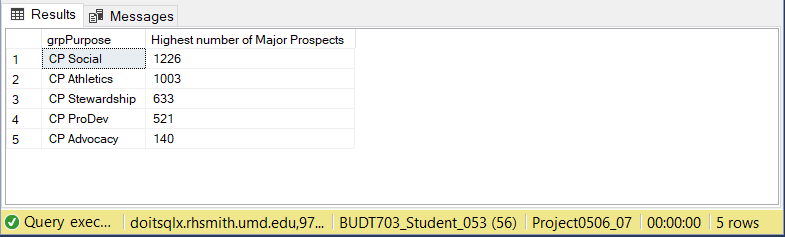 Results Messages
grpPurpose Highest number of Major Prospects
1 CP Social 1226
2 CP Athletics 1003
3 CP Stewardship 633
4 CP ProDev 521
5 CP Advocacy 140
Query exec... doitsqlx.rhsmith.umd.edu,97... BUDT703_Student_053 (56) Project0506_07 00:00:00 5 rows